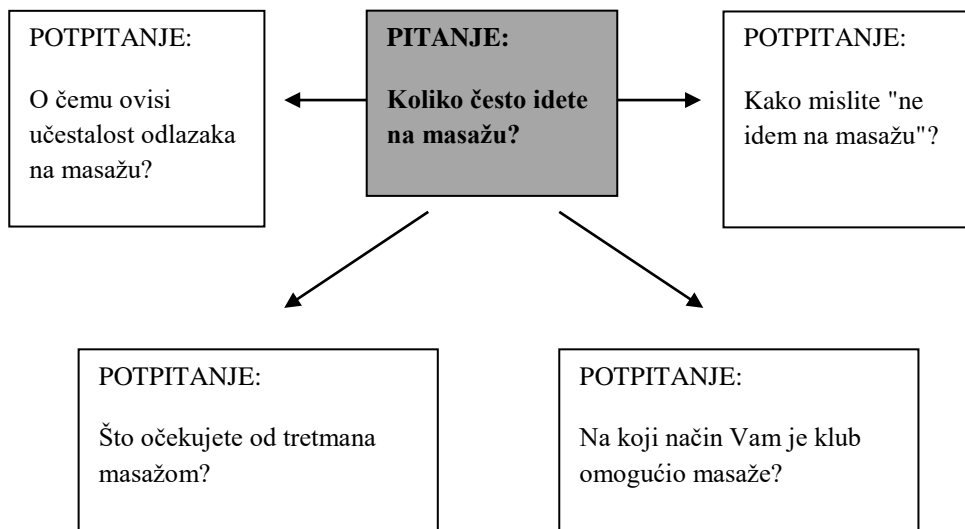 POTPITANJE:
O čemu ovisi
učestalost odlazaka
na masažu?
PITANJE:
Koliko često idete
na masažu?
POTPITANJE:
Kako mislite "ne
idem na masažu"?
POTPITANJE:
Što očekujete od tretmana
masažom?
POTPITANJE:
Na koji način Vam je klub
omogućio masaže?